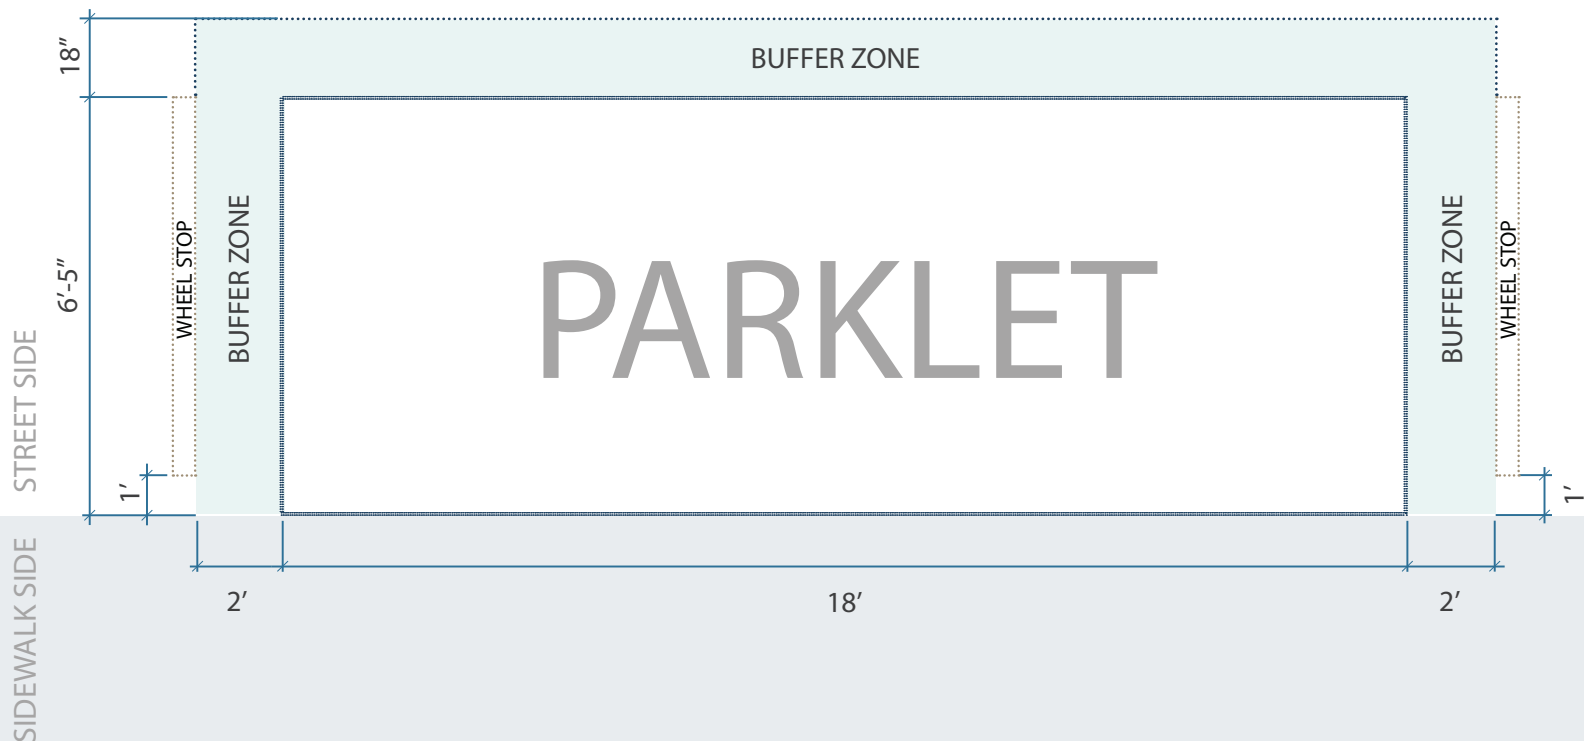 18”
BUFFER ZONE
6’-5”
WHEEL STOP
BUFFER ZONE
PARKLET
BUFFER ZONE
WHEEL STOP
STREET SIDE
1’
1’
SIDEWALK SIDE
2’
18’
2’